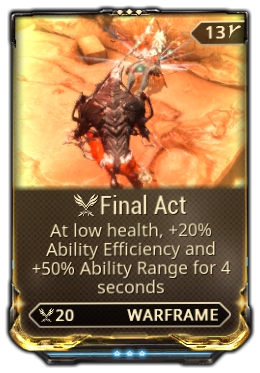 13
Final Act
At low health, +20%
Ability Efficiency and
+50% Ability Range for 4
seconds
20 WARFRAME